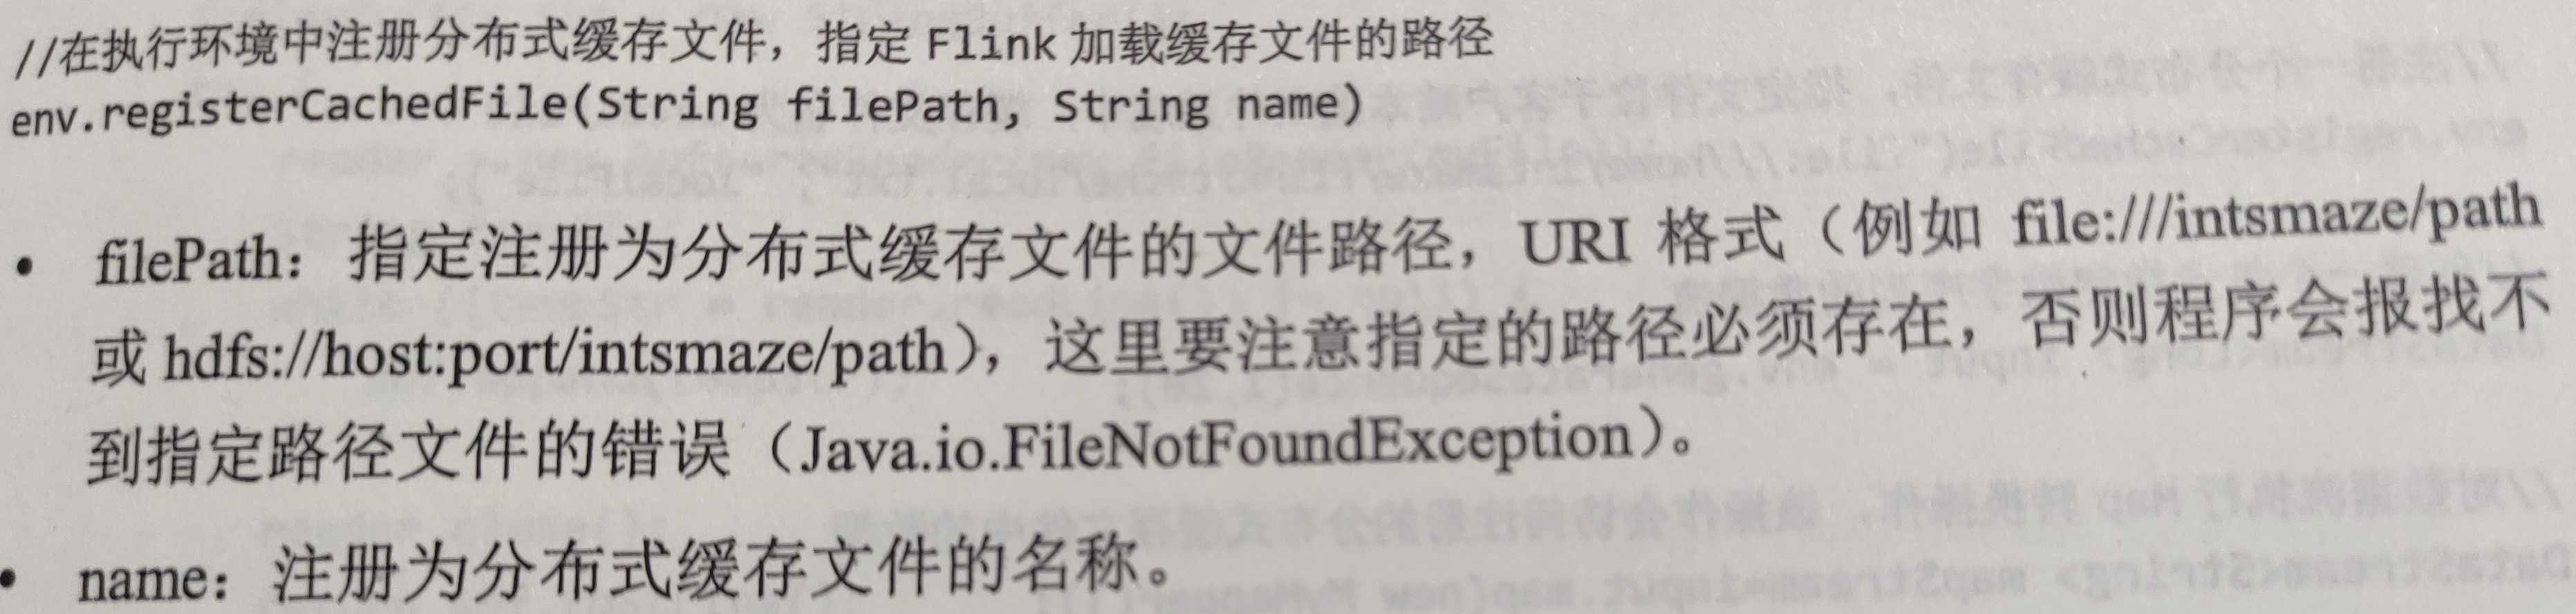 //在执行环境中注册分布式缓存文件，指定 Flink 加载缓存文件的路径
env.registerCachedFile(String filePath, String name)
• filePath：指定注册为分布式缓存文件的文件路径，URI 格式（例如 file:///intsmaze/path
或 hdfs://host:port/intsmaze/path），这里要注意指定的路径必须存在，否则程序会报找不
到指定路径文件的错误（Java.io.FileNotFoundException）。
• name：注册为分布式缓存文件的名称。